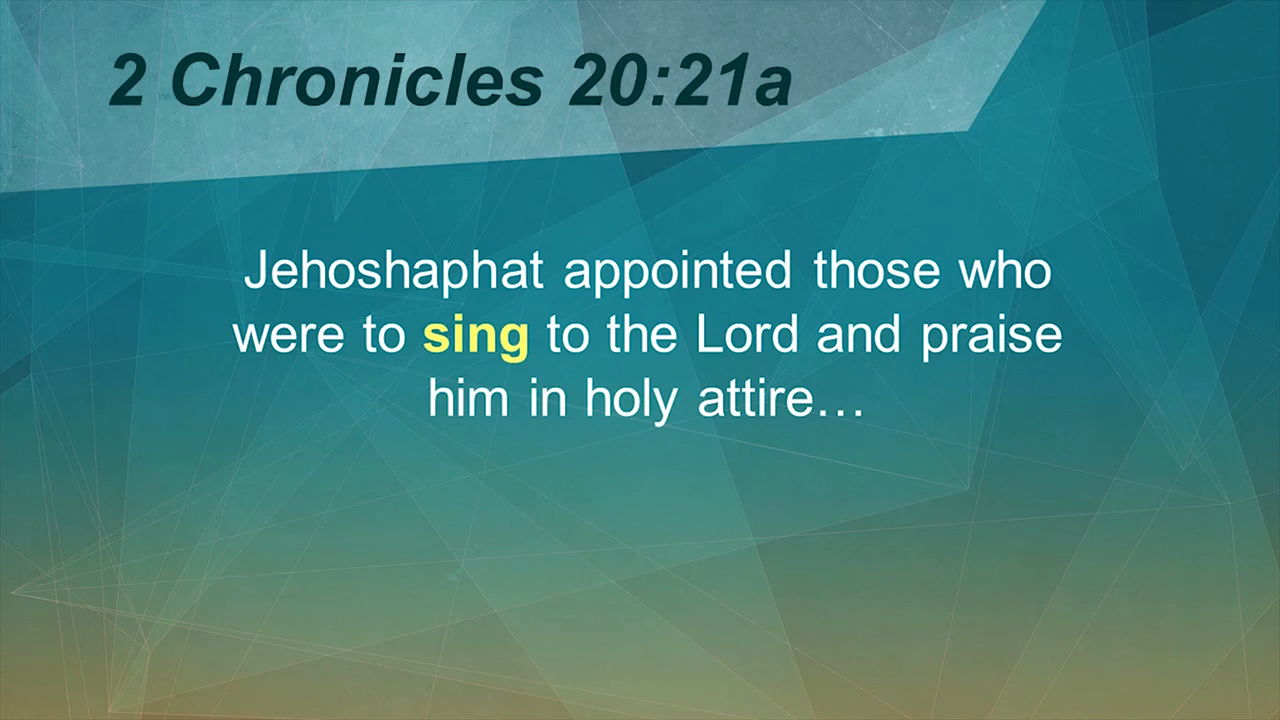 2 Chronicles 20:21a
Jehoshaphat appointed those who
were to sing to the Lord and praise
him in holy attire…